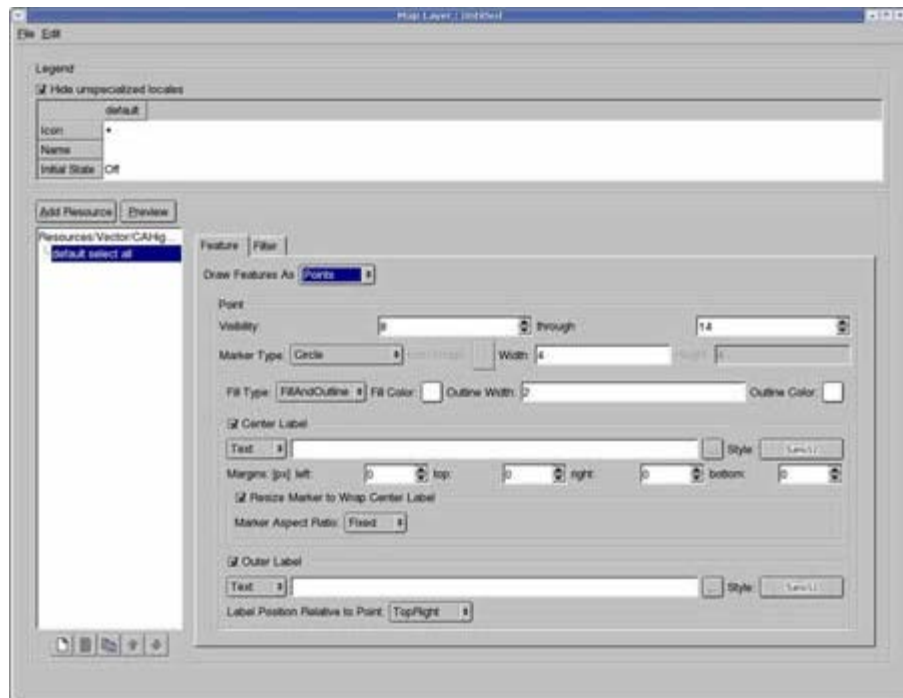 Map Layer : Untitled
File Edit
Legend
Hide unspecialized locales
default
Icon
Name
Initial State Off
Add Resource Preview
Resources/Vector/CAHig...
default select all
Feature Filter
Draw Features As Points
Point
Visibility: 8 through 14
Marker Type: Circle Width: 4 Height: 4
Fill Type: FillAndOutline Fill Color: Outline Width: 2 Outline Color:
Center Label
Text ... Style:
Margins: [px] left: 0 top: 0 right: 0 bottom: 0
Resize Marker to Wrap Center Label
Marker Aspect Ratio: Fixed
Outer Label
Text ... Style:
Label Position Relative to Point: TopRight